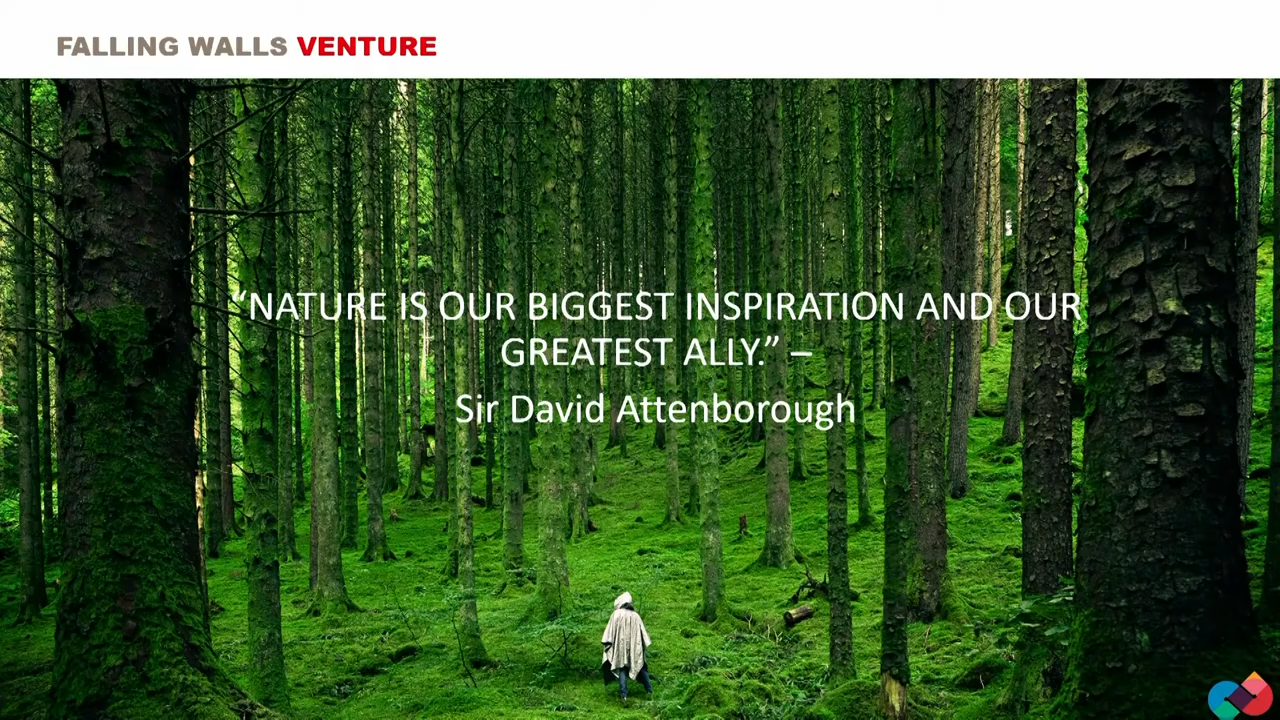 FALLING WALLS VENTURE
“NATURE IS OUR BIGGEST INSPIRATION AND OUR
GREATEST ALLY.” –
Sir David Attenborough